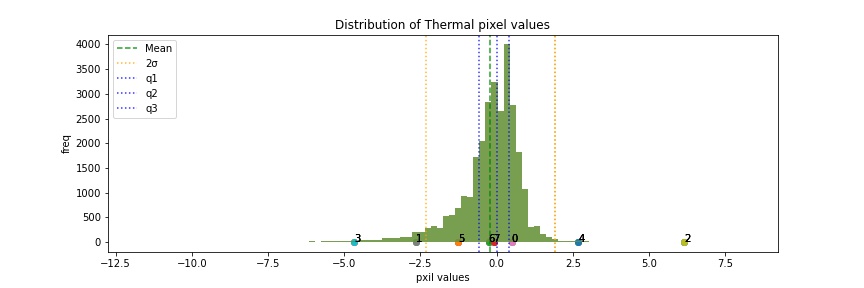 Distribution of Thermal pixel values
Mean
2σ
q1
q2
q3
freq
4000
3500
3000
2500
2000
1500
1000
500
0
3 1 5 6 7 0 4 2
−12.5 −10.0 −7.5 −5.0 −2.5 0.0 2.5 5.0 7.5
pxil values